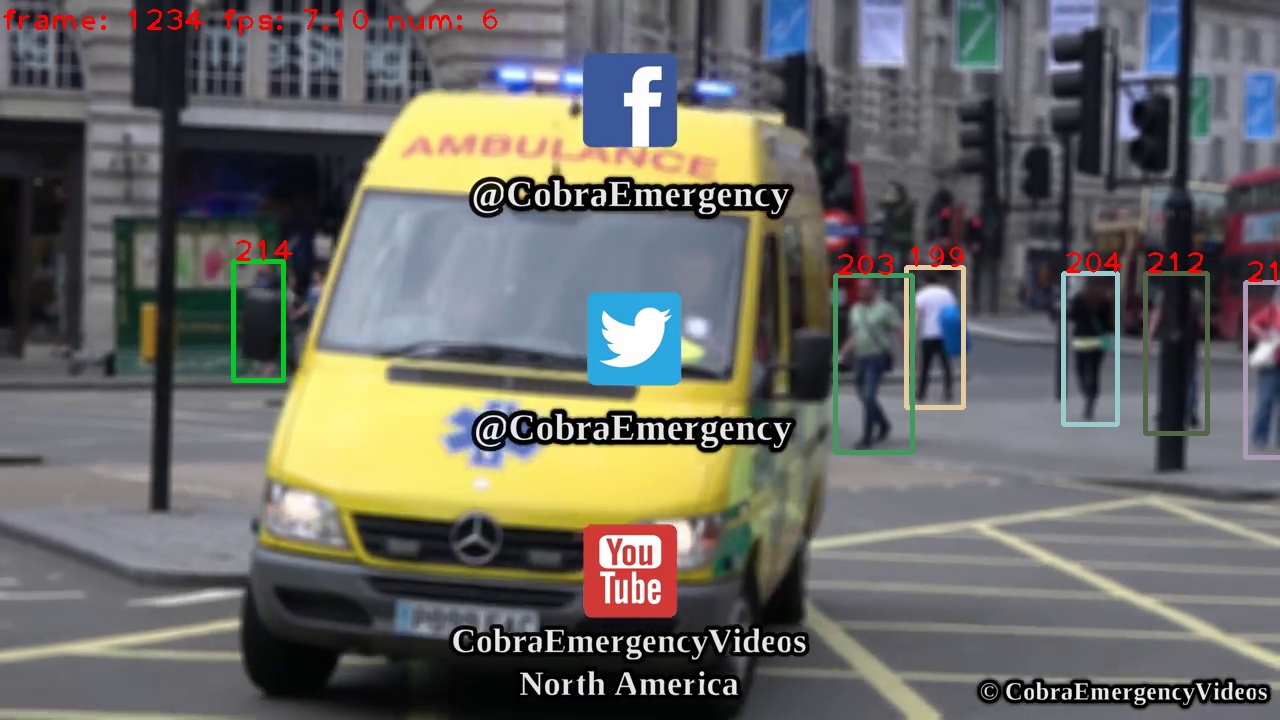 frame: 1234 fps: 7.10 num: 6
AMBULANCE
f
@CobraEmergency
214
203
199
204
212
@CobraEmergency
You
Tube
CobraEmergencyVideos
North America
© CobraEmergencyVideos